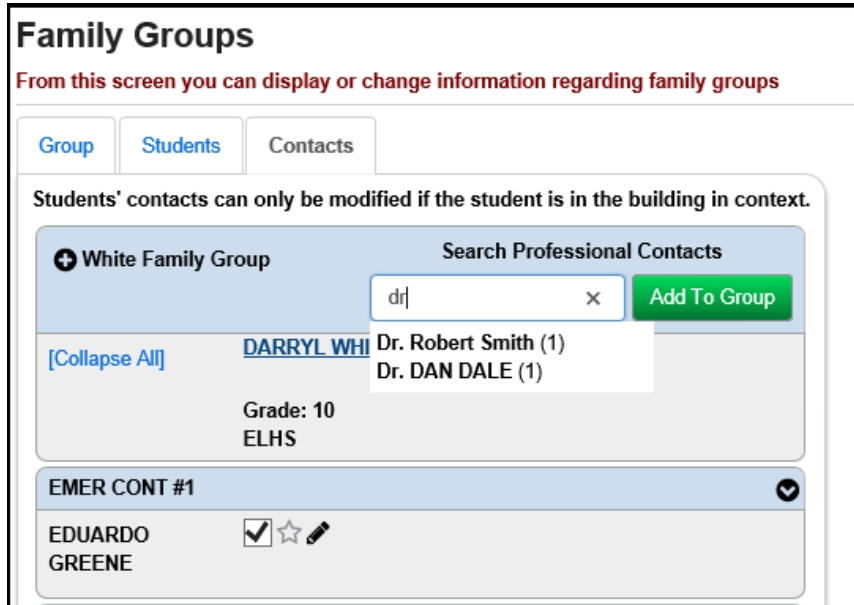 Family Groups
From this screen you can display or change information regarding family groups
Group
Students
Contacts
Students' contacts can only be modified if the student is in the building in context.
White Family Group
Search Professional Contacts
dr
Add To Group
[Collapse All]
DARRYL WHI
Dr. Robert Smith (1)
Dr. DAN DALE (1)
Grade: 10
ELHS
EMER CONT #1
EDUARDO
GREENE